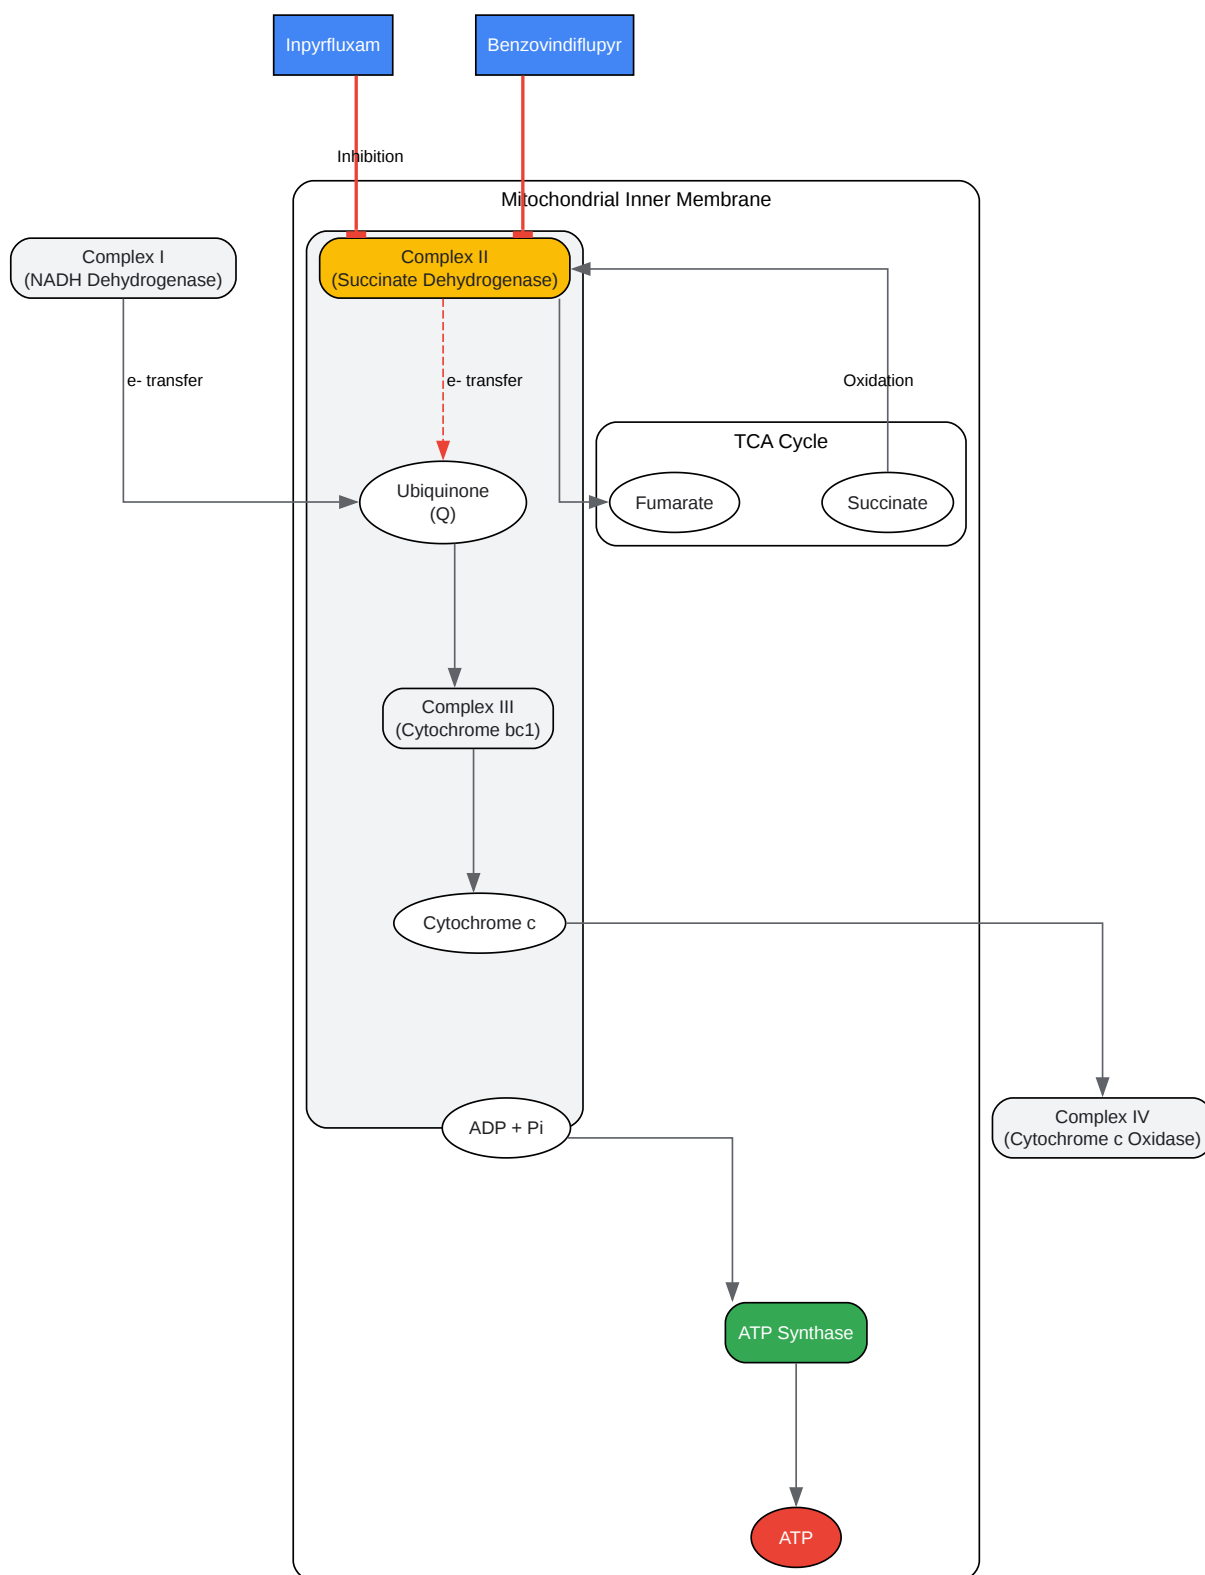 Inpyrfluxam
Benzovindiflupyr
Inhibition
Mitochondrial Inner Membrane
Complex I
(NADH Dehydrogenase)
Complex II
(Succinate Dehydrogenase)
e- transfer
e- transfer
Oxidation
TCA Cycle
Ubiquinone
(Q)
Fumarate
Succinate
Complex III
(Cytochrome bc1)
Cytochrome c
ADP + Pi
Complex IV
(Cytochrome c Oxidase)
ATP Synthase
ATP